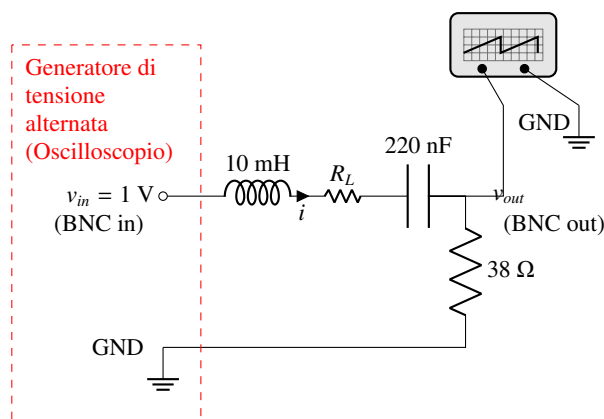 Generatore di
tensione
alternata
(Oscilloscopio)
GND
10 mH
R_L
220 nF
v_in = 1 V
(BNC in)
i
v_out
(BNC out)
38 Ω
GND